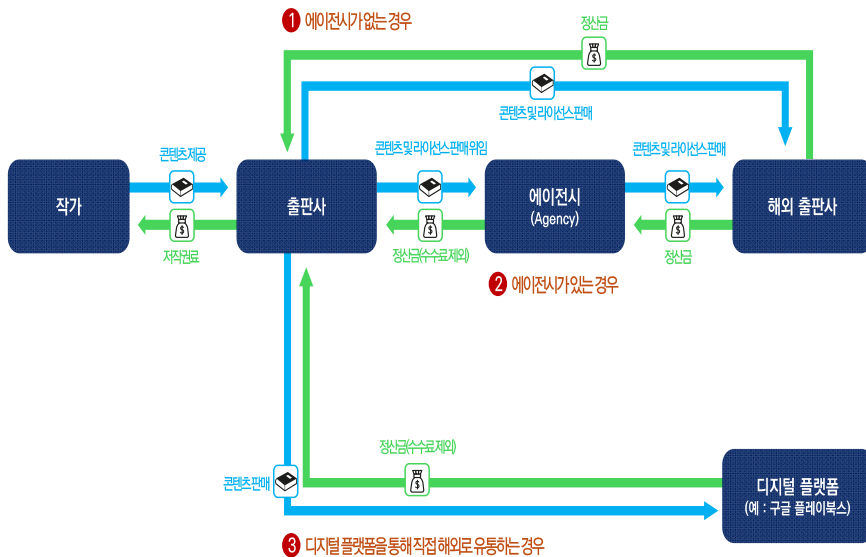 1 에이전시가 없는 경우
정산금
콘텐츠 및 라이선스 판매
콘텐츠 제공
콘텐츠 및 라이선스 판매 위임
콘텐츠 및 라이선스 판매
작가
출판사
에이전시
(Agency)
해외 출판사
저작권료
정산금(수수료 제외)
정산금
2 에이전시가 있는 경우
정산금(수수료 제외)
콘텐츠 판매
디지털 플랫폼
(예 : 구글 플레이북스)
3 디지털 플랫폼을 통해 직접 해외로 유통하는 경우